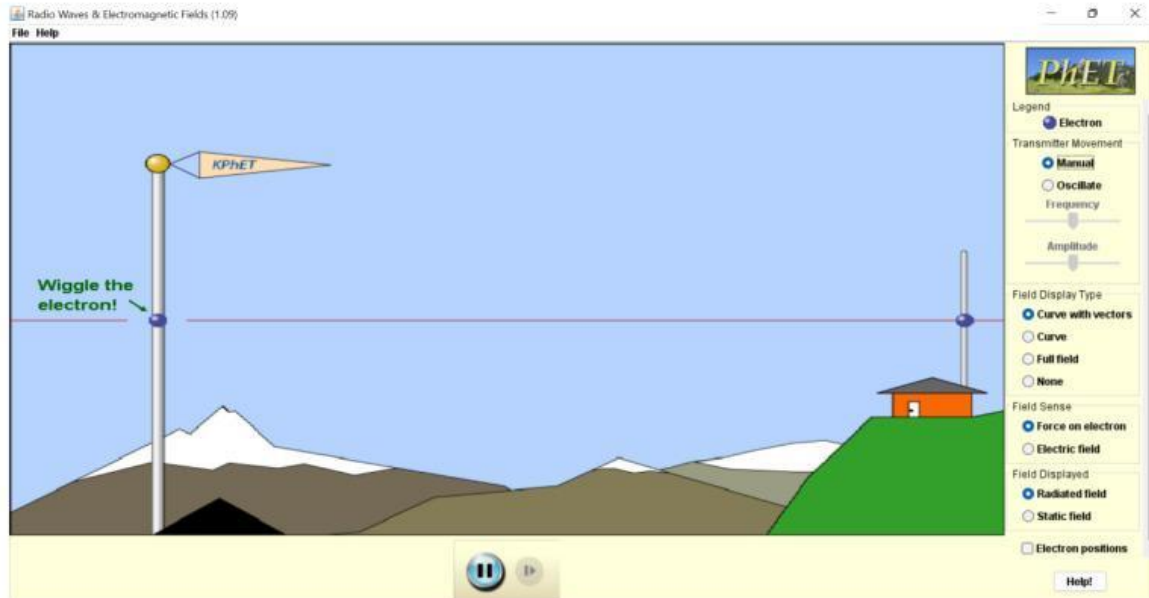 Radio Waves & Electromagnetic Fields (1.09)
File Help
KPhET
Wiggle the
electron!
PhET
Legend
Electron
Transmitter Movement
Manual
Oscillate
Frequency
Amplitude
Field Display Type
Curve with vectors
Curve
Full field
None
Field Sense
Force on electron
Electric field
Field Displayed
Radiated field
Static field
Electron positions
Help!